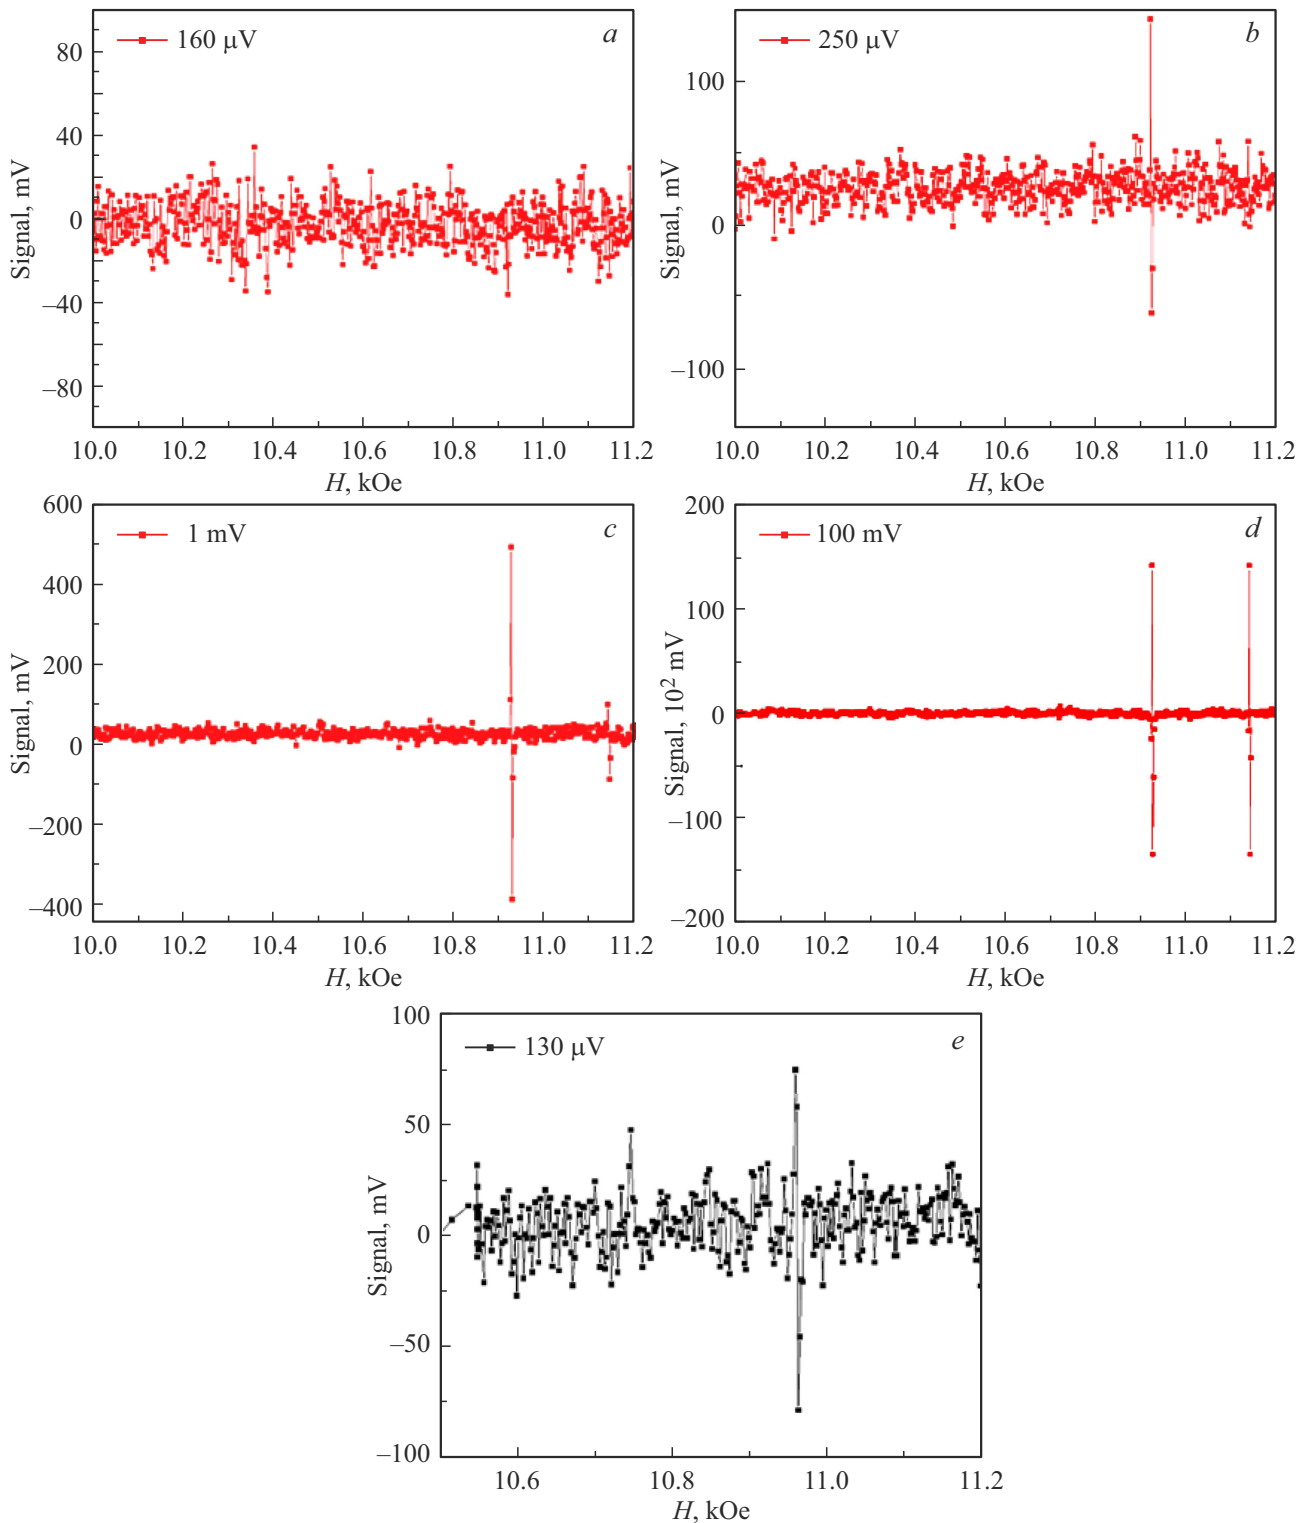 160 μV
a
80
40
0
–40
–80
Signal, mV
10.0 10.2 10.4 10.6 10.8 11.0 11.2
H, kOe
250 μV
b
100
0
–100
Signal, mV
10.0 10.2 10.4 10.6 10.8 11.0 11.2
H, kOe
1 mV
c
600
400
200
0
–200
–400
Signal, mV
10.0 10.2 10.4 10.6 10.8 11.0 11.2
H, kOe
100 mV
d
200
100
0
–100
–200
Signal, 10² mV
10.0 10.2 10.4 10.6 10.8 11.0 11.2
H, kOe
130 μV
e
100
50
0
–50
–100
Signal, mV
10.6 10.8 11.0 11.2
H, kOe